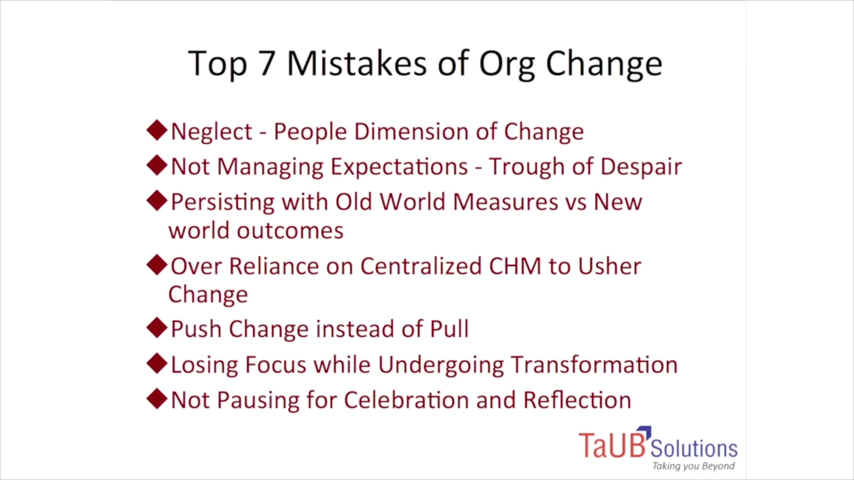 Top 7 Mistakes of Org Change
Neglect - People Dimension of Change
Not Managing Expectations - Trough of Despair
Persisting with Old World Measures vs New
world outcomes
Over Reliance on Centralized CHM to Usher
Change
Push Change instead of Pull
Losing Focus while Undergoing Transformation
Not Pausing for Celebration and Reflection
TaUB Solutions
Taking you Beyond